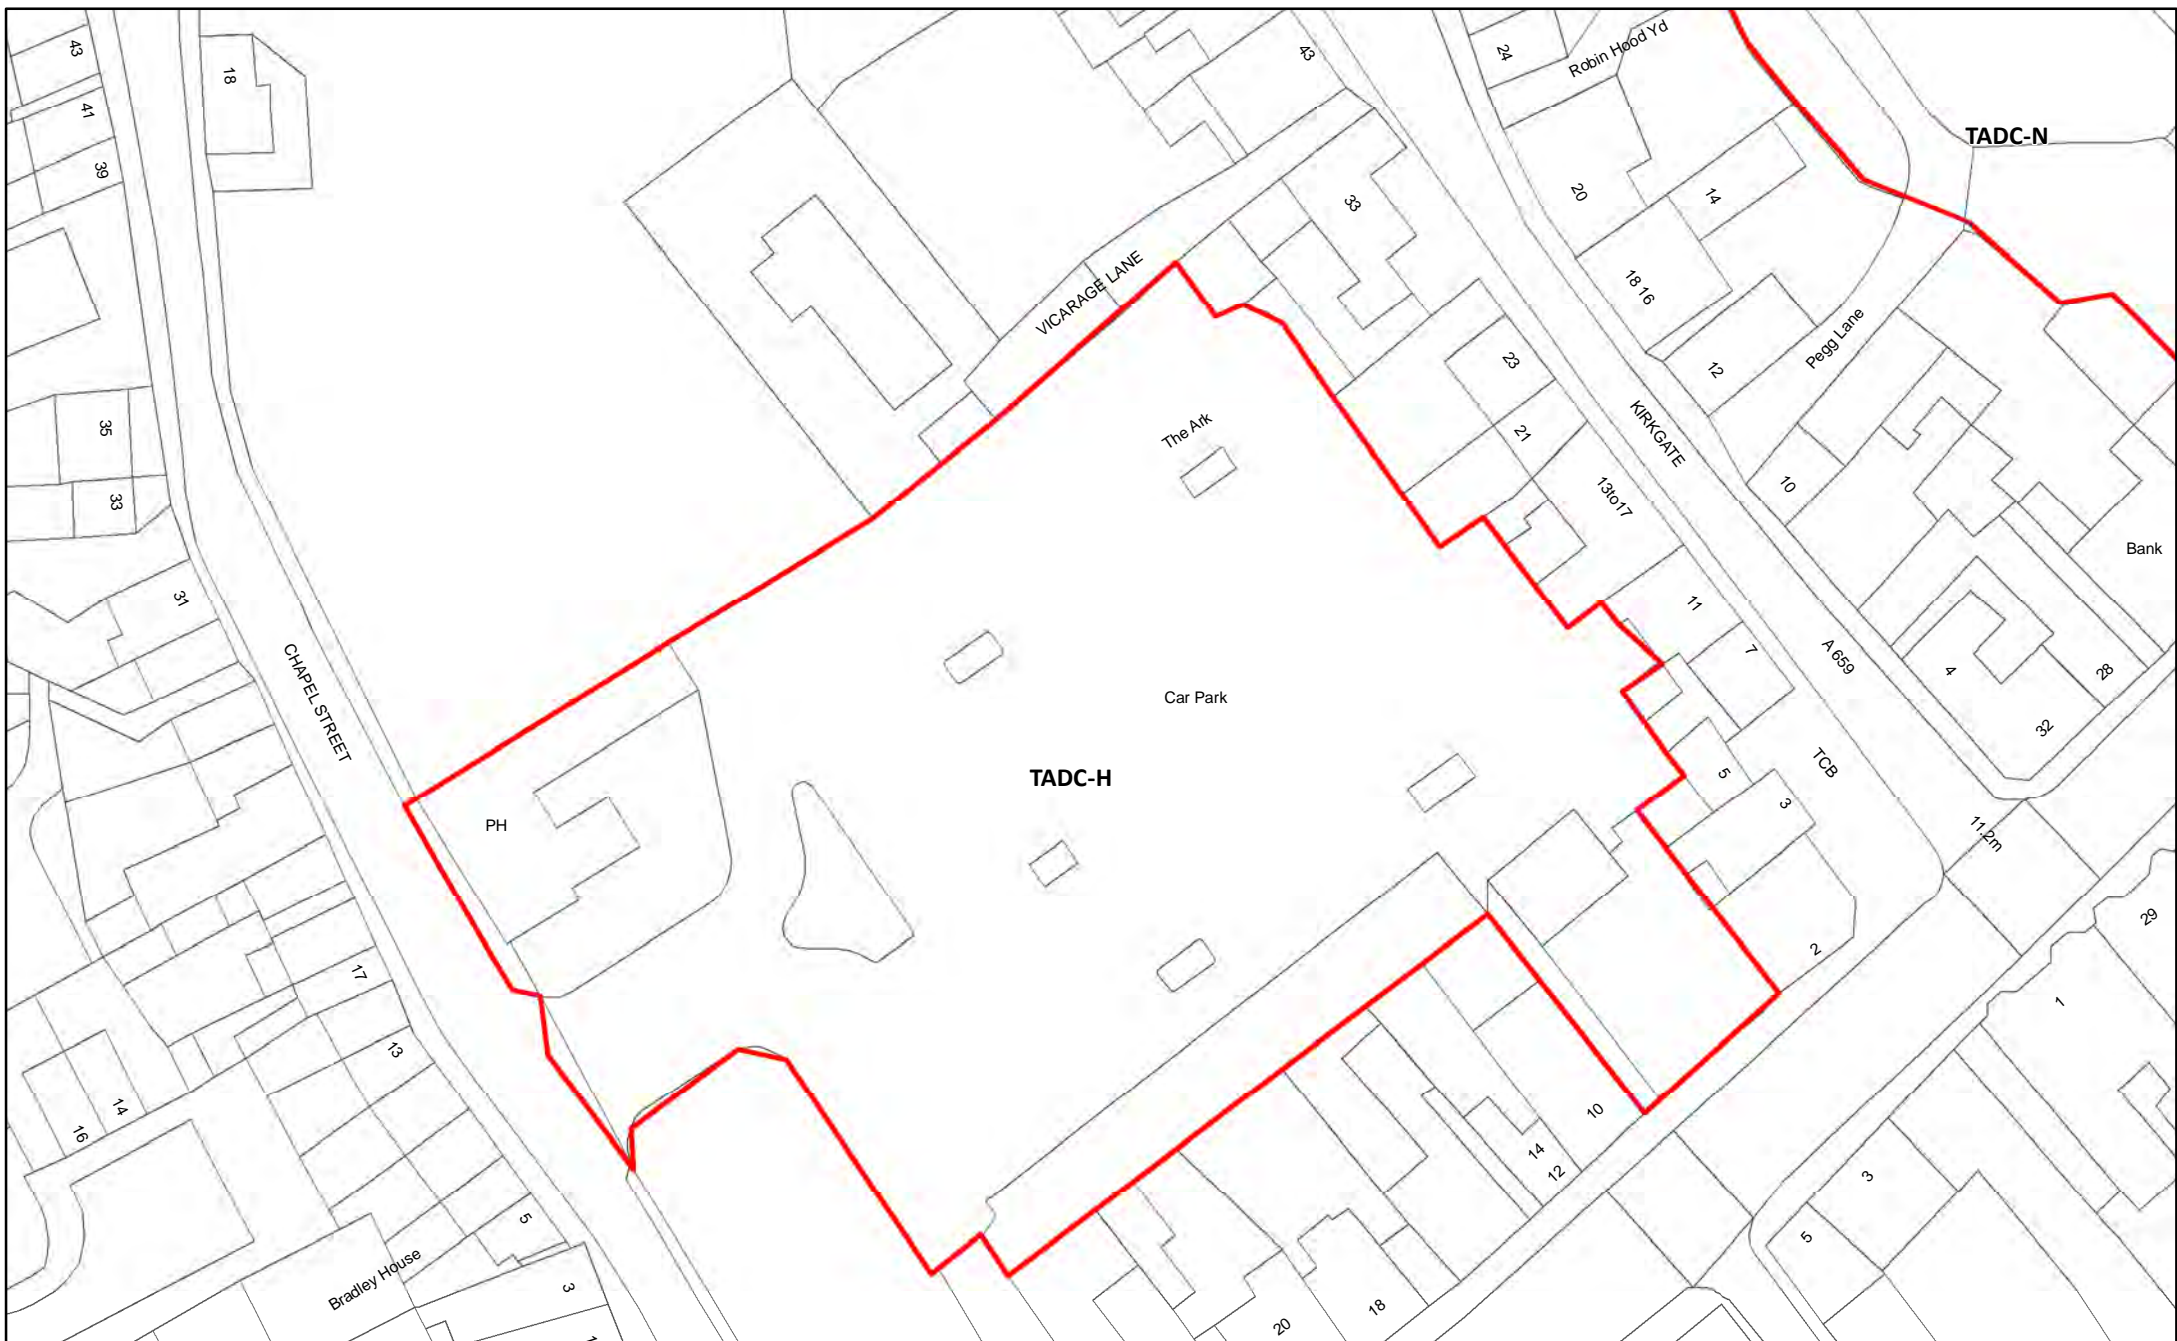 43
18
41
39
43
24
Robin Hood Yd
TADC-N
20
14
33
18 16
VICARAGE LANE
Pegg Lane
12
23
35
The Ark
KIRKGATE
21
10
33
13to17
Bank
31
11
CHAPEL STREET
7
A 659
4
28
Car Park
32
TADC-H
TCB
5
3
PH
11.2m
29
2
17
1
13
14
16
10
14
12
3
5
5
Bradley House
3
18
20